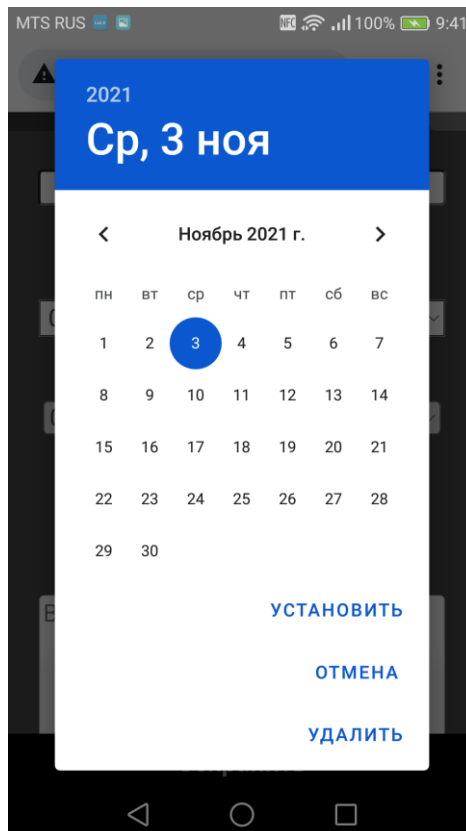 MTS RUS NFC 100% 9:41
2021
Ср, 3 ноя
Ноябрь 2021 г.
пн вт ср чт пт сб вс
1 2 3 4 5 6 7
8 9 10 11 12 13 14
15 16 17 18 19 20 21
22 23 24 25 26 27 28
29 30
УСТАНОВИТЬ
ОТМЕНА
УДАЛИТЬ